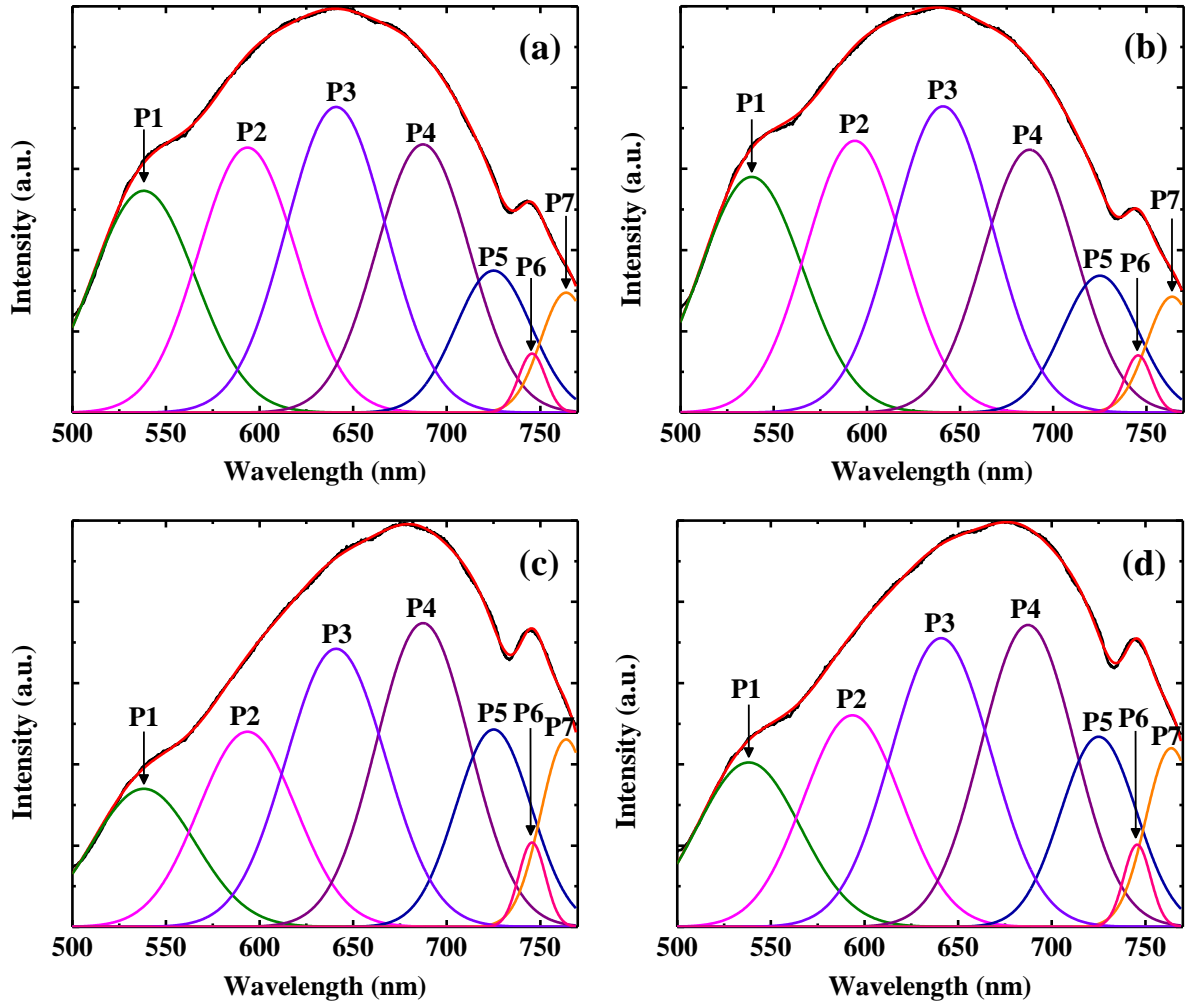 (a)
P1
P2
P3
P4
P5
P6
P7
Intensity (a.u.)
500 550 600 650 700 750
Wavelength (nm)
(b)
P1
P2
P3
P4
P5
P6
P7
Intensity (a.u.)
500 550 600 650 700 750
Wavelength (nm)
(c)
P1
P2
P3
P4
P5
P6
P7
Intensity (a.u.)
500 550 600 650 700 750
Wavelength (nm)
(d)
P1
P2
P3
P4
P5
P6
P7
Intensity (a.u.)
500 550 600 650 700 750
Wavelength (nm)